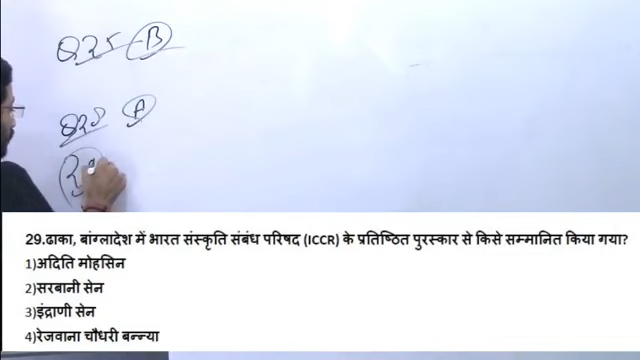 B
A
29.ढाका, बांग्लादेश में भारत संस्कृति संबंध परिषद (ICCR) के प्रतिष्ठित पुरस्कार से किसे सम्मानित किया गया?
1)अदिति मोहसिन
2)सरबानी सेन
3)इंद्राणी सेन
4)रेजवाना चौधरी बन्न्या